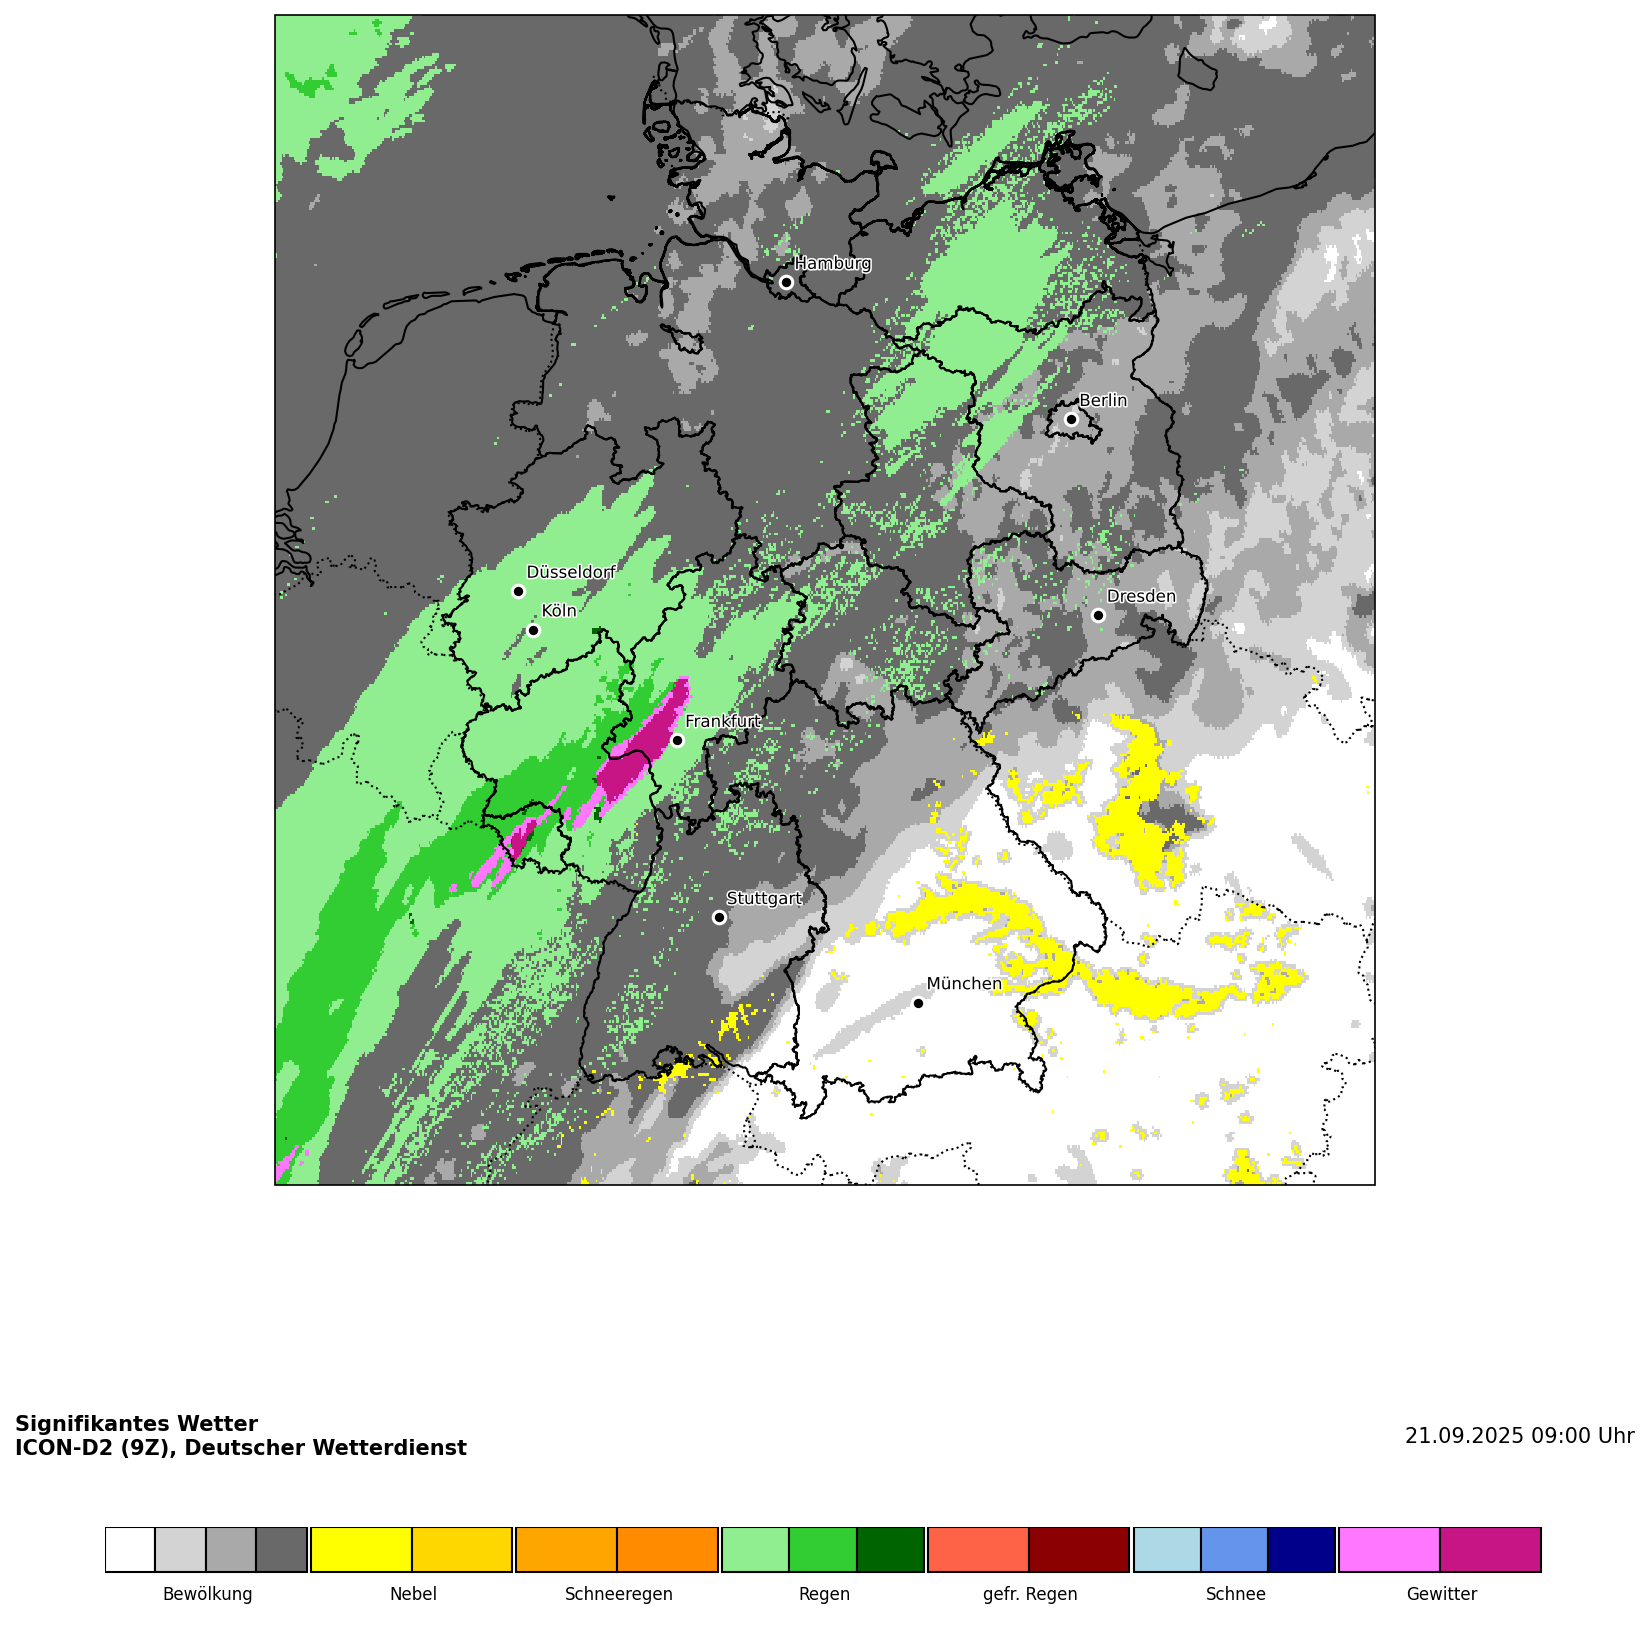 Hamburg
Berlin
Düsseldorf
Köln
Dresden
Frankfurt
Stuttgart
München
Signifikantes Wetter
ICON-D2 (9Z), Deutscher Wetterdienst
21.09.2025 09:00 Uhr
Bewölkung
Nebel
Schneeregen
Regen
gefr. Regen
Schnee
Gewitter